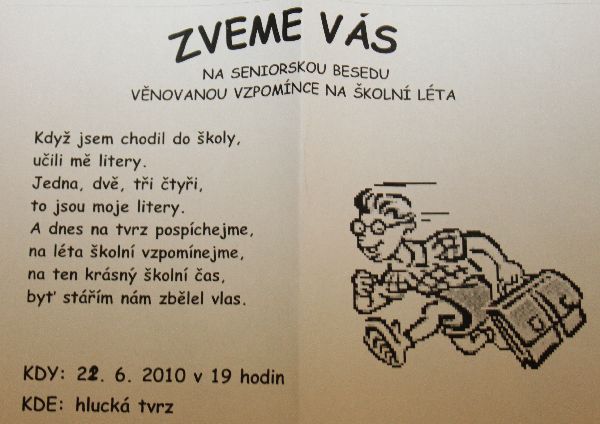 ZVEME VÁS
NA SENIORSKOU BESEDU
VĚNOVANOU VZPOMÍNCE NA ŠKOLNÍ LÉTA
Když jsem chodil do školy,
učili mě litery.
Jedna, dvě, tři čtyři,
to jsou moje litery.
A dnes na tvrz pospíchejme,
na léta školní vzpomínejme,
na ten krásný školní čas,
byť stářím nám zbělel vlas.
KDY: 22. 6. 2010 v 19 hodin
KDE: hlucká tvrz